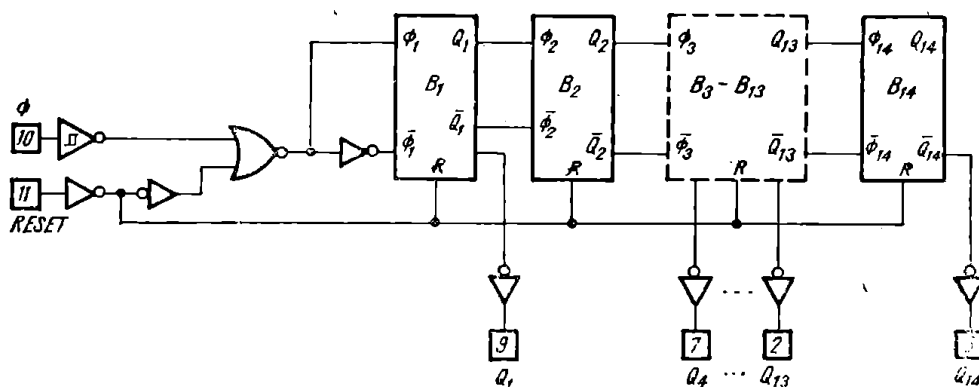 Φ₁ Q₁ Φ₂ Q₂ Φ₃ Q₁₃ Φ₁₄ Q₁₄
B₁ B₂ B₃ – B₁₃ B₁₄
Φ
10
Q̄₁ Φ̄₂
Φ̄₁ Q̄₂ Φ̄₃ Q̄₁₃ Φ̄₁₄ Q̄₁₄
R R R R
11
RESET
9 7 ... 2
Q₁ Q₄ ... Q₁₃ Q₁₄